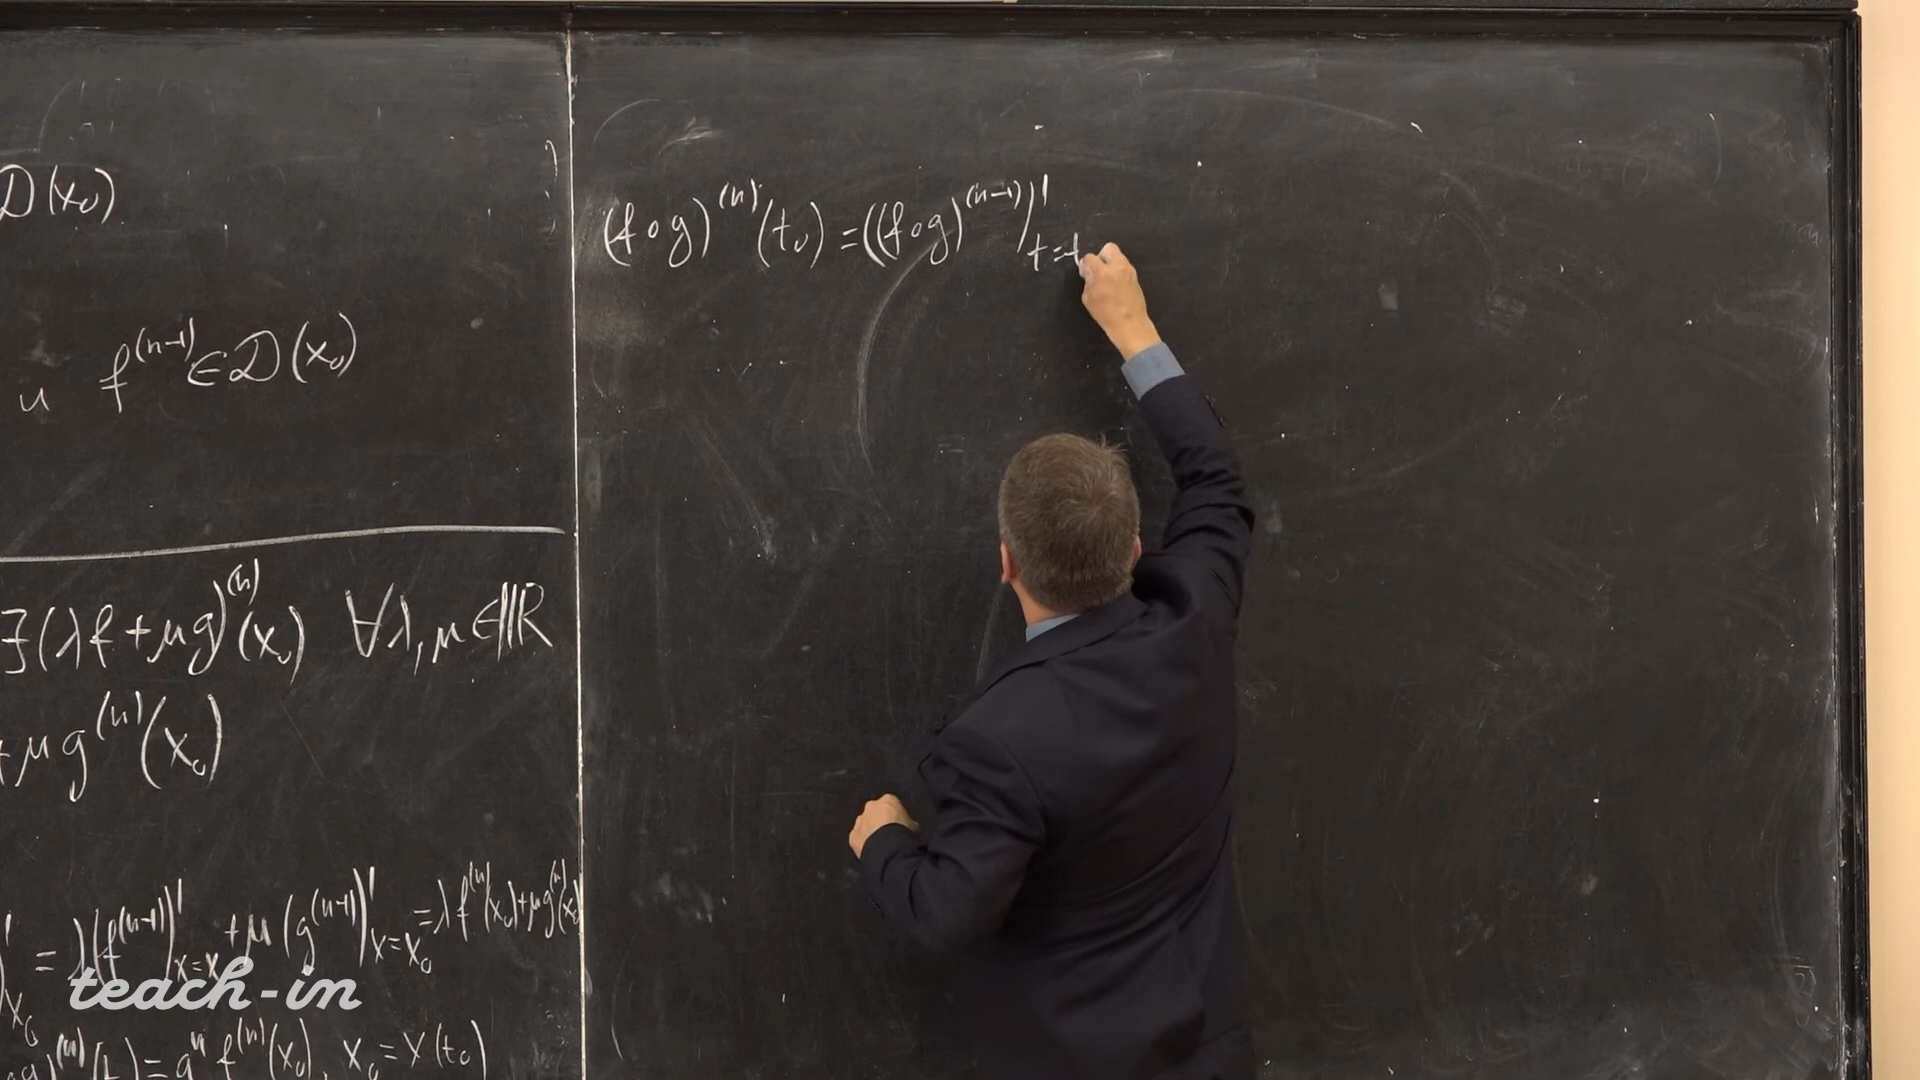 D(x₀)
и f⁽ⁿ⁻¹⁾ ∈ D(x₀)
∃(λf+μg)⁽ⁿ⁾(x₀) ∀λ,μ∈ℝ
+μg⁽ⁿ⁾(x₀)
= λ(f⁽ⁿ⁻¹⁾)'ₓ₌ₓ + μ(g⁽ⁿ⁻¹⁾)'ₓ₌ₓ₀ = λf⁽ⁿ⁾(x₀)+μg⁽ⁿ⁾(x₀
x₀
⁽ⁿ⁾(t)=aⁿ f⁽ⁿ⁾(x₀), x₀ = x(t₀)
(f∘g)⁽ⁿ⁾(t₀) = ((f∘g)⁽ⁿ⁻¹⁾)' t=t
teach-in